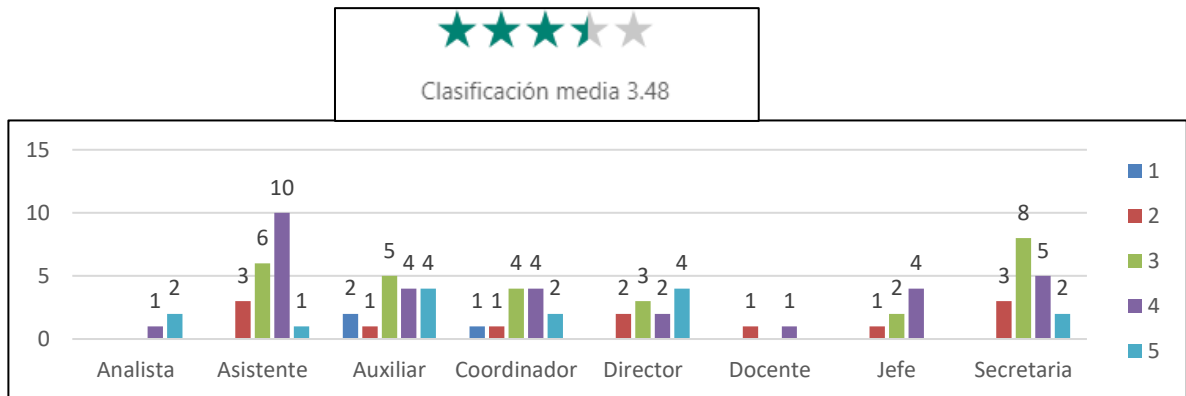 Clasificación media 3.48
15
10
5
0
1 2
3 6 10 1
2 1 5 4 4
1 1 4 4 2
2 3 2 4
1 1
1 2 4
3 8 5 2
Analista Asistente Auxiliar Coordinador Director Docente Jefe Secretaria
1
2
3
4
5